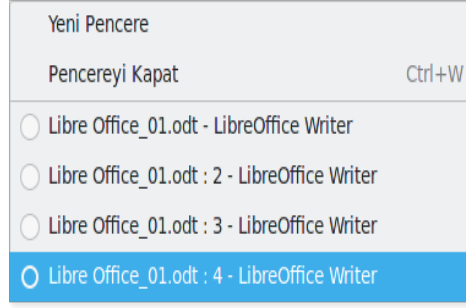 Yeni Pencere
Pencereyi Kapat Ctrl+W
Libre Office_01.odt - LibreOffice Writer
Libre Office_01.odt : 2 - LibreOffice Writer
Libre Office_01.odt : 3 - LibreOffice Writer
Libre Office_01.odt : 4 - LibreOffice Writer